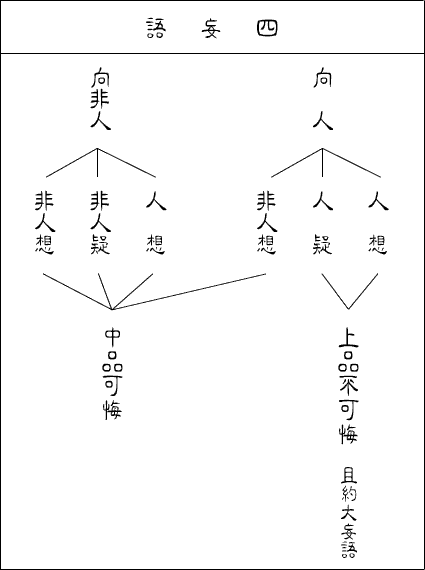 四妄語
向人
人想
人疑
非人想
上品不可悔
且約大妄語
向非人
人想
非人疑
非人想
中品可悔